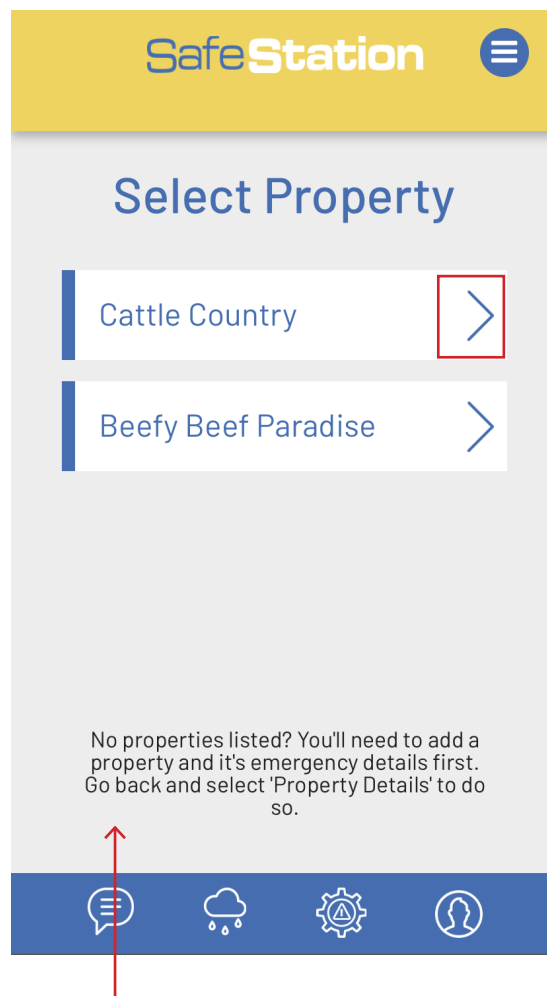 SafeStation
Select Property
Cattle Country
Beefy Beef Paradise
No properties listed? You'll need to add a
property and it's emergency details first.
Go back and select 'Property Details' to do
so.